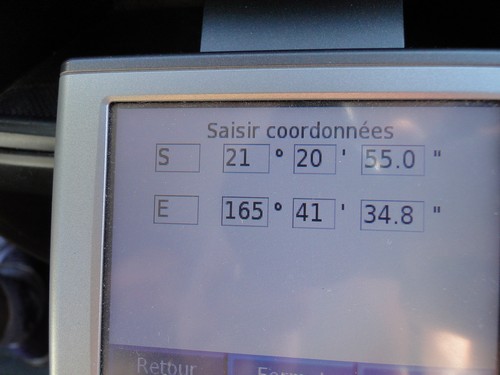 Saisir coordonnées
S 21 ° 20 ' 55.0 "
E 165 ° 41 ' 34.8 "
Retour